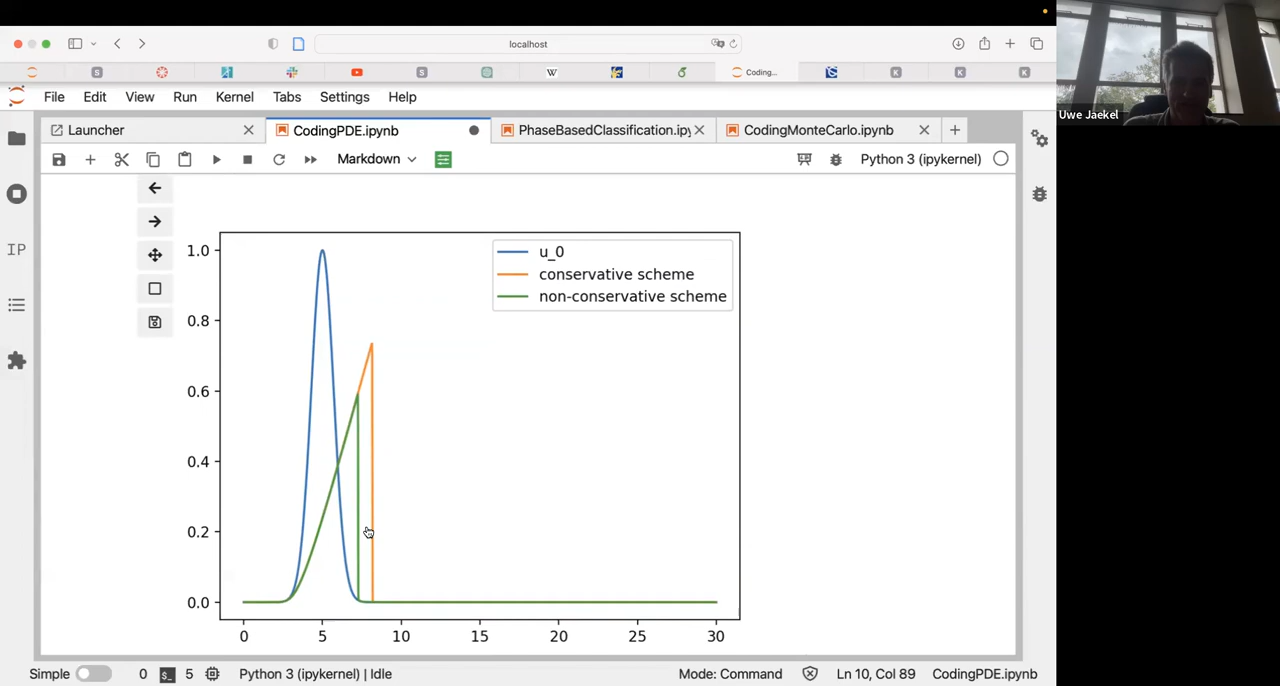 localhost
Coding...
File Edit View Run Kernel Tabs Settings Help
Launcher CodingPDE.ipynb PhaseBasedClassification.ipy CodingMonteCarlo.ipynb
Markdown Python 3 (ipykernel)
IP
u_0
conservative scheme
non-conservative scheme
1.0
0.8
0.6
0.4
0.2
0.0
0 5 10 15 20 25 30
Simple 0 $_ 5 Python 3 (ipykernel) | Idle Mode: Command Ln 10, Col 89 CodingPDE.ipynb
Uwe Jaekel